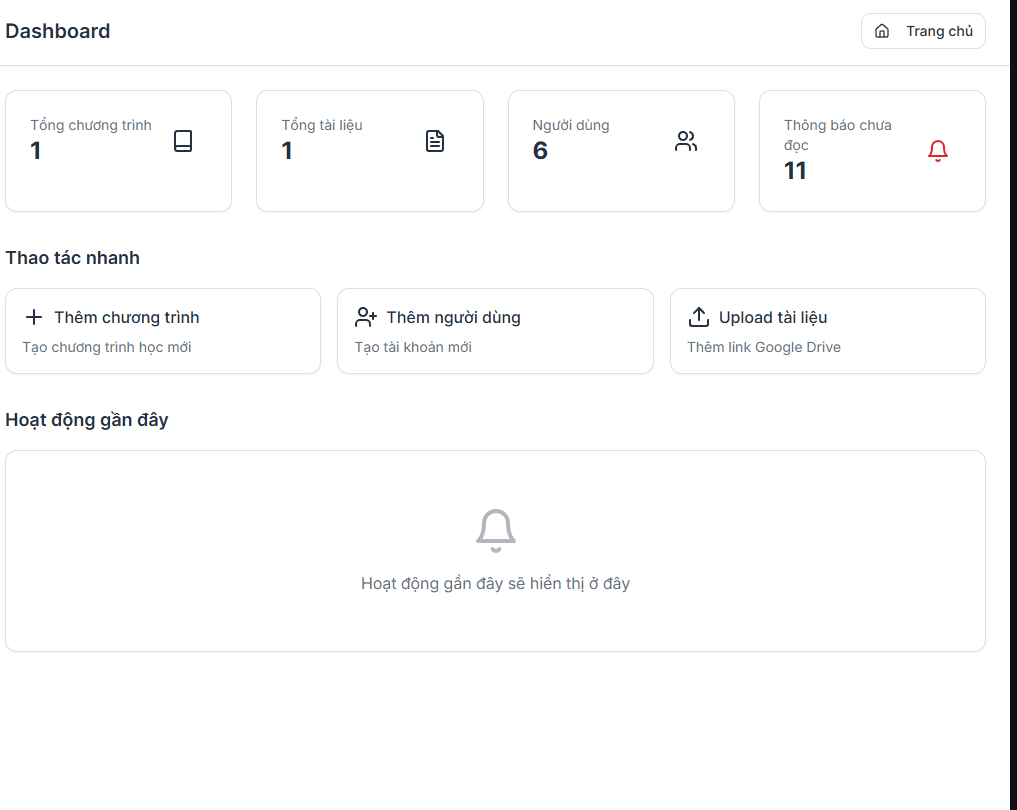 Dashboard
Trang chủ
Tổng chương trình
1
Tổng tài liệu
1
Người dùng
6
Thông báo chưa
đọc
11
Thao tác nhanh
Thêm chương trình
Tạo chương trình học mới
Thêm người dùng
Tạo tài khoản mới
Upload tài liệu
Thêm link Google Drive
Hoạt động gần đây
Hoạt động gần đây sẽ hiển thị ở đây